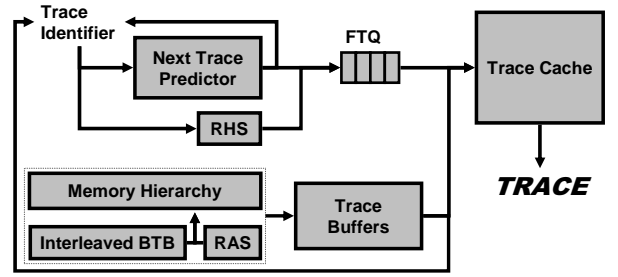 Trace
Identifier
Next Trace
Predictor
FTQ
Trace Cache
RHS
TRACE
Memory Hierarchy
Trace
Buffers
Interleaved BTB
RAS